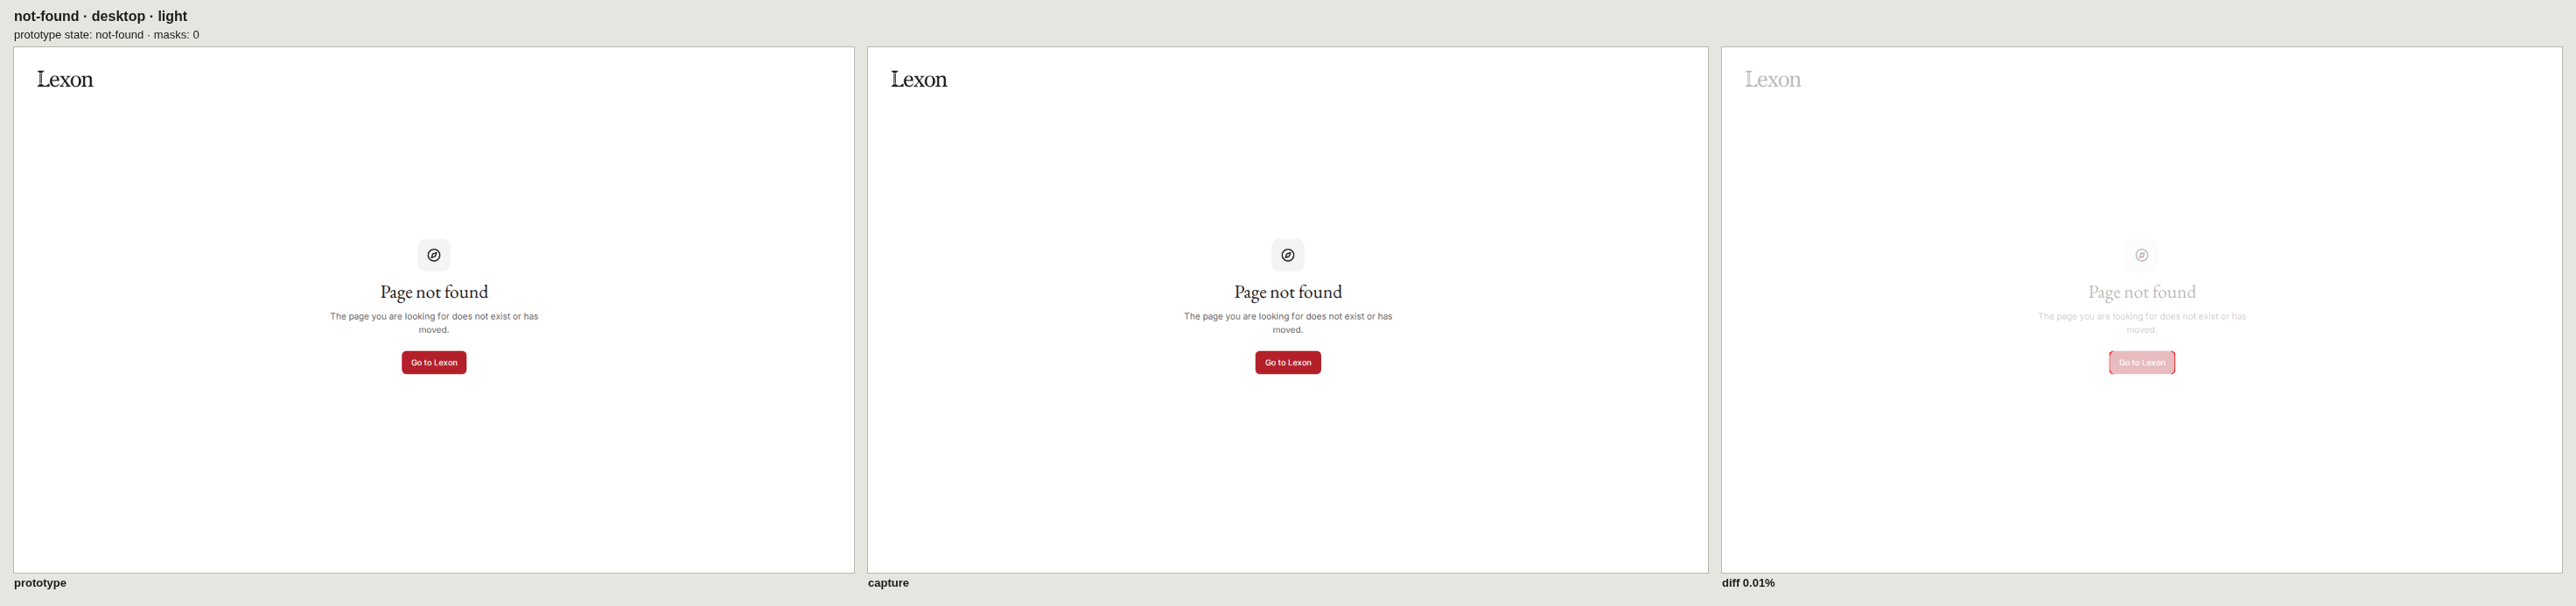 not-found · desktop · light
prototype state: not-found · masks: 0
Lexon
Page not found
The page you are looking for does not exist or has
moved.
Go to Lexon
prototype
Lexon
Page not found
The page you are looking for does not exist or has
moved.
Go to Lexon
capture
Lexon
Page not found
The page you are looking for does not exist or has
moved.
Go to Lexon
diff 0.01%